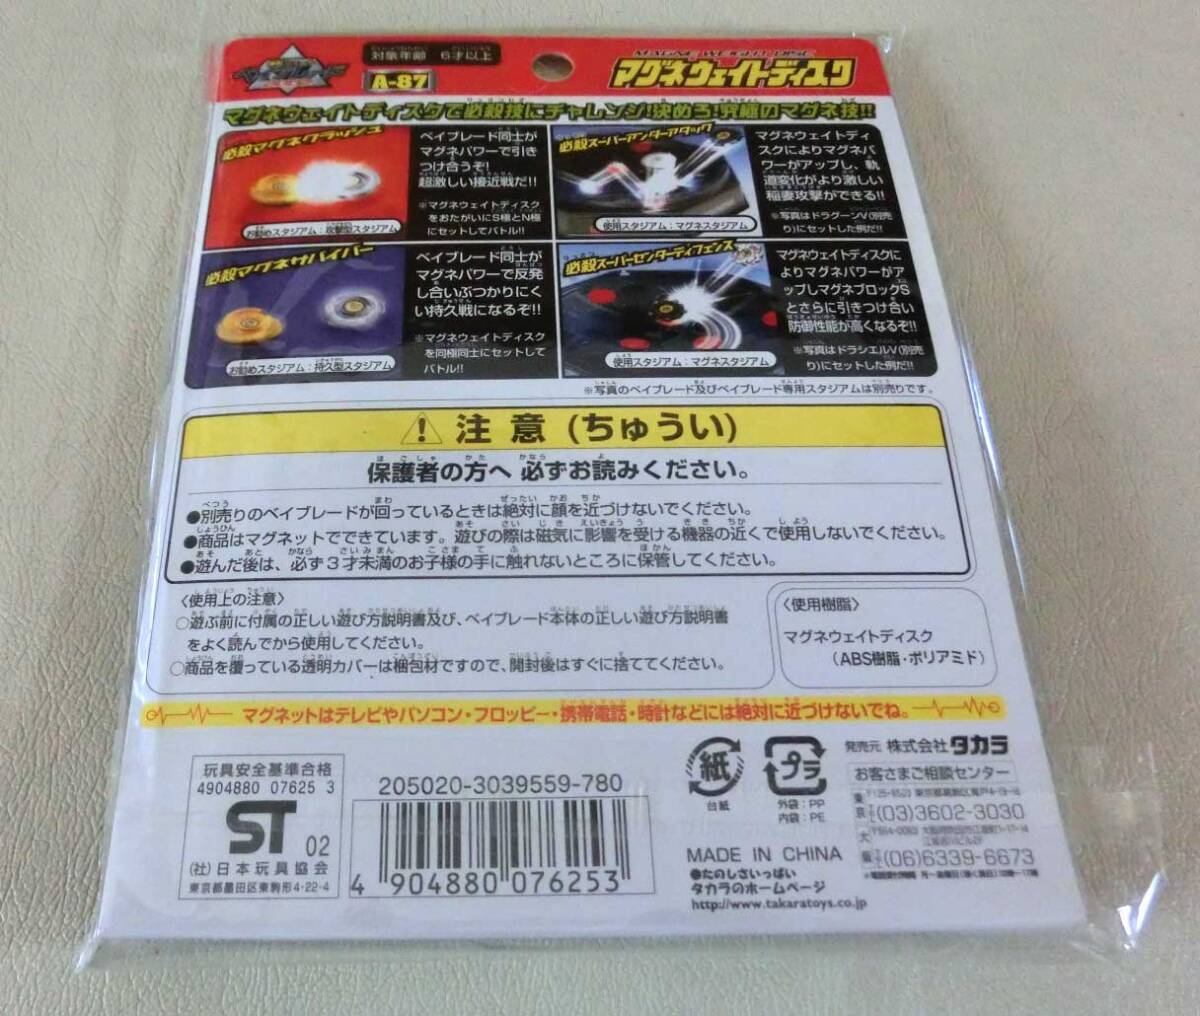 対象年齢 6才以上
A-87
MAGNE WEIGHT DISC
マグネウェイトディスク
マグネウェイトディスクで必殺技にチャレンジ!決めろ!究極のマグネ技!!
必殺マグネクラッシュ
ベイブレード同士が
マグネパワーで引き
つけ合うぞ!
超激しい接近戦だ!!
※マグネウェイトディスク
をおたがいにS極とN極
にセットしてバトル!!
お勧めスタジアム:攻撃型スタジアム
必殺スーパーアンダーアタック
マグネウェイトディ
スクによりマグネパ
ワーがアップし、軌
道変化がより激しい
稲妻攻撃ができる!!
※写真はドラグーンV(別売
り)にセットした例だ!!
使用スタジアム:マグネスタジアム
必殺マグネサバイバー
ベイブレード同士が
マグネパワーで反発
し合いぶつかりにく
い持久戦になるぞ!!
※マグネウェイトディスク
を同極同士にセットして
バトル!!
お勧めスタジアム:持久型スタジアム
必殺スーパーセンターディフェンス
マグネウェイトディスクに
よりマグネパワーがア
ップしマグネブロックS
とさらに引きつけ合い
防御性能が高くなるぞ!!
※写真はドラシエルV(別売
り)にセットした例だ!!
使用スタジアム:マグネスタジアム
※写真のベイブレード及びベイブレード専用スタジアムは別売りです。
注意(ちゅうい)
保護者の方へ 必ずお読みください。
●別売りのベイブレードが回っているときは絶対に顔を近づけないでください。
●商品はマグネットでできています。遊びの際は磁気に影響を受ける機器の近くで使用しないでください。
●遊んだ後は、必ず3才未満のお子様の手に触れないところに保管してください。
〈使用上の注意〉
○遊ぶ前に付属の正しい遊び方説明書及び、ベイブレード本体の正しい遊び方説明書
をよく読んでから使用してください。
○商品を覆っている透明カバーは梱包材ですので、開封後はすぐに捨ててください。
〈使用樹脂〉
マグネウェイトディスク
(ABS樹脂・ポリアミド)
マグネットはテレビやパソコン・フロッピー・携帯電話・時計などには絶対に近づけないでね。
玩具安全基準合格
4904880 07625 3
ST 02
(社)日本玩具協会
東京都墨田区東駒形4-22-4
205020-3039559-780
4 904880 076253
紙
台紙
プラ
外袋:PP
内袋:PE
MADE IN CHINA
●たのしさいっぱい
タカラのホームページ
http://www.takaratoys.co.jp
発売元 株式会社タカラ
お客さまご相談センター
東京
(03)3602-3030
大阪
(06)6339-6673